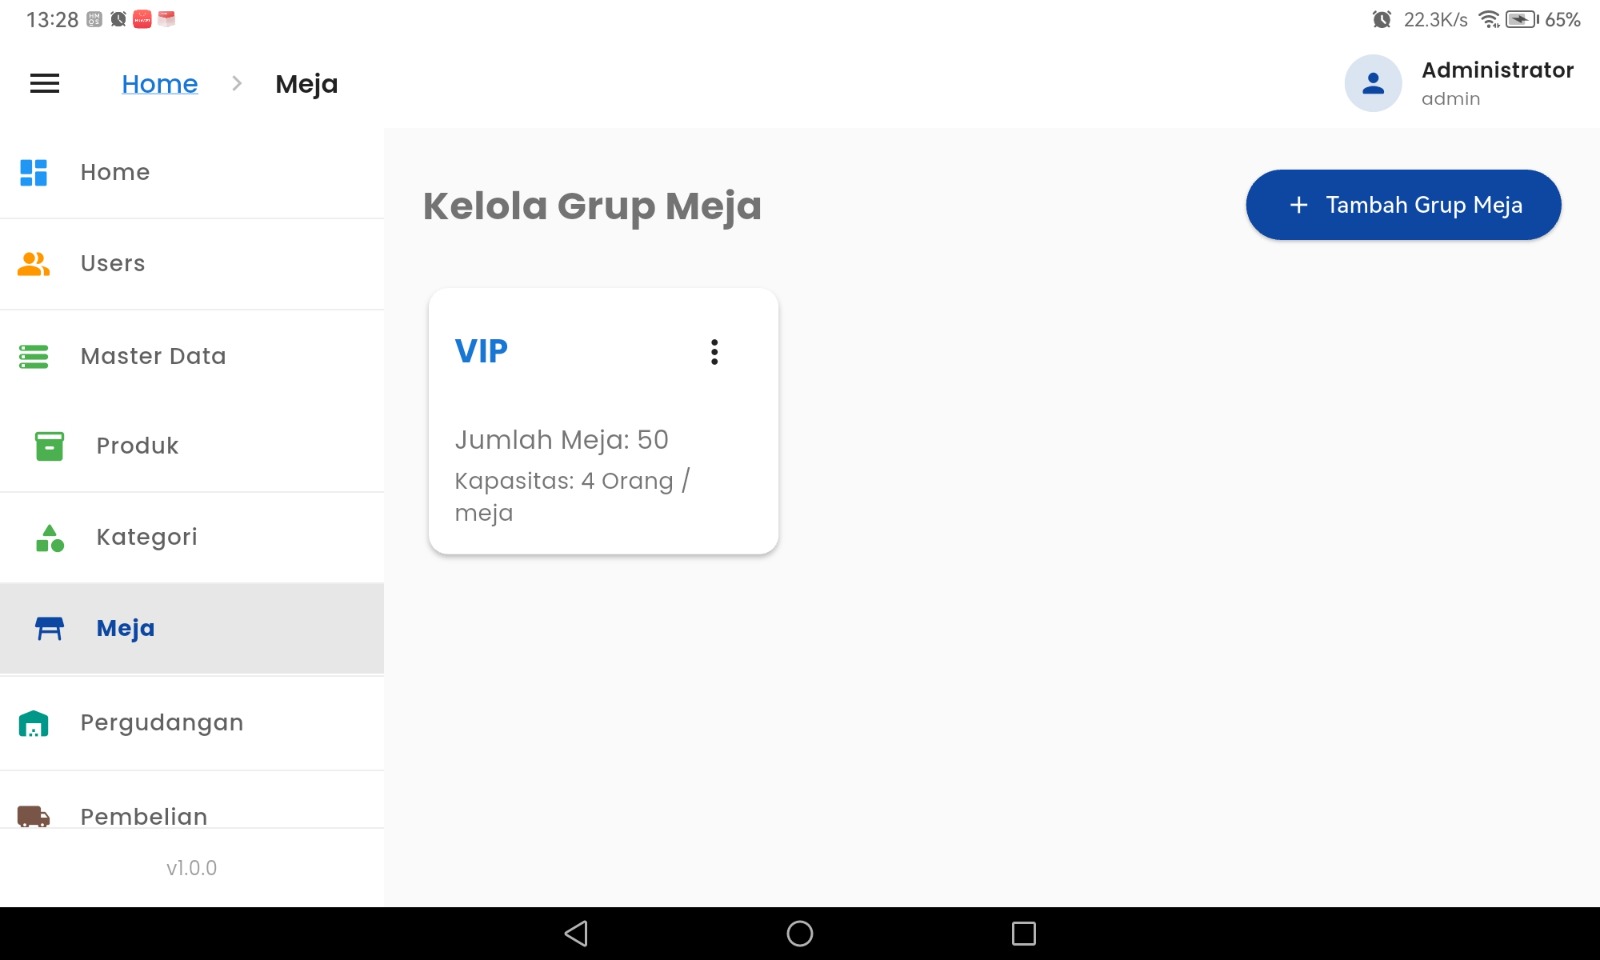 13:28
22.3K/s
65%
Home
Meja
Administrator
admin
Home
Users
Master Data
Produk
Kategori
Meja
Pergudangan
Pembelian
v1.0.0
Kelola Grup Meja
+ Tambah Grup Meja
VIP
Jumlah Meja: 50
Kapasitas: 4 Orang /
meja